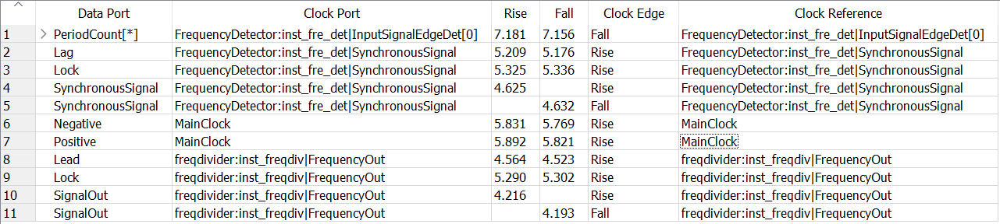 Data Port Clock Port Rise Fall Clock Edge Clock Reference
1 PeriodCount[*] FrequencyDetector:inst_fre_det|InputSignalEdgeDet[0] 7.181 7.156 Fall FrequencyDetector:inst_fre_det|InputSignalEdgeDet[0]
2 Lag FrequencyDetector:inst_fre_det|SynchronousSignal 5.209 5.176 Rise FrequencyDetector:inst_fre_det|SynchronousSignal
3 Lock FrequencyDetector:inst_fre_det|SynchronousSignal 5.325 5.336 Rise FrequencyDetector:inst_fre_det|SynchronousSignal
4 SynchronousSignal FrequencyDetector:inst_fre_det|SynchronousSignal 4.625 Rise FrequencyDetector:inst_fre_det|SynchronousSignal
5 SynchronousSignal FrequencyDetector:inst_fre_det|SynchronousSignal 4.632 Fall FrequencyDetector:inst_fre_det|SynchronousSignal
6 Negative MainClock 5.831 5.769 Rise MainClock
7 Positive MainClock 5.892 5.821 Rise MainClock
8 Lead freqdivider:inst_freqdiv|FrequencyOut 4.564 4.523 Rise freqdivider:inst_freqdiv|FrequencyOut
9 Lock freqdivider:inst_freqdiv|FrequencyOut 5.290 5.302 Rise freqdivider:inst_freqdiv|FrequencyOut
10 SignalOut freqdivider:inst_freqdiv|FrequencyOut 4.216 Rise freqdivider:inst_freqdiv|FrequencyOut
11 SignalOut freqdivider:inst_freqdiv|FrequencyOut 4.193 Fall freqdivider:inst_freqdiv|FrequencyOut